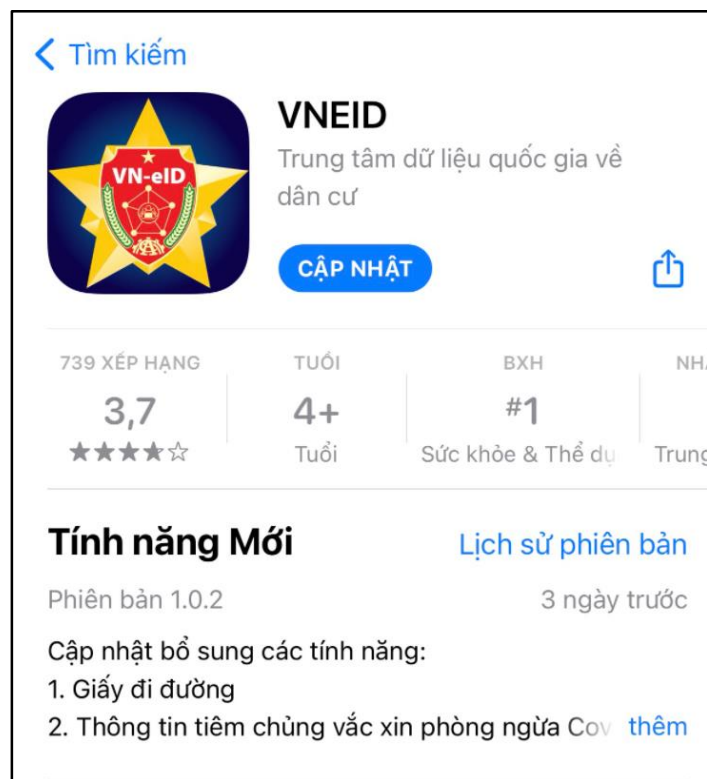 Tìm kiếm
VN-eID
VNEID
Trung tâm dữ liệu quốc gia về
dân cư
CẬP NHẬT
739 XẾP HẠNG
TUỔI
BXH
3,7
4+
#1
Tuổi
Sức khỏe & Thể
Trung
Tính năng Mới
Lịch sử phiên bản
Phiên bản 1.0.2
3 ngày trước
Cập nhật bổ sung các tính năng:
1. Giấy đi đường
2. Thông tin tiêm chủng vắc xin phòng ngừa Cov thêm